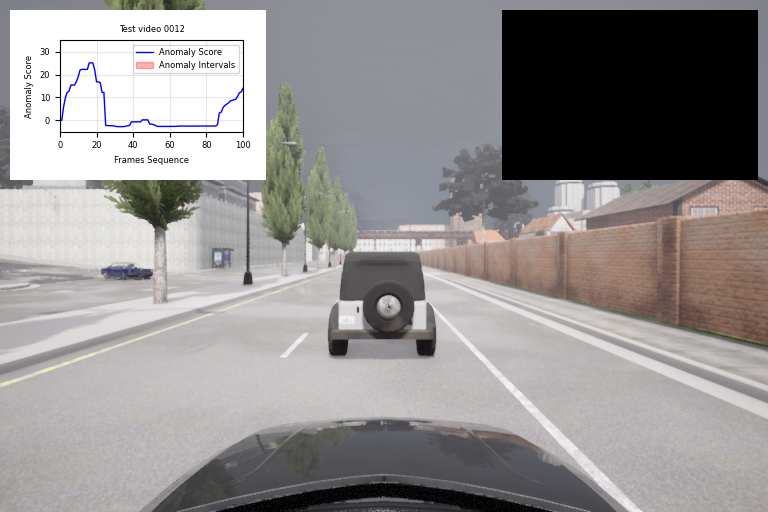 Test video 0012
Anomaly Score
Anomaly Intervals
30
20
10
0
Anomaly Score
0 20 40 60 80 100
Frames Sequence